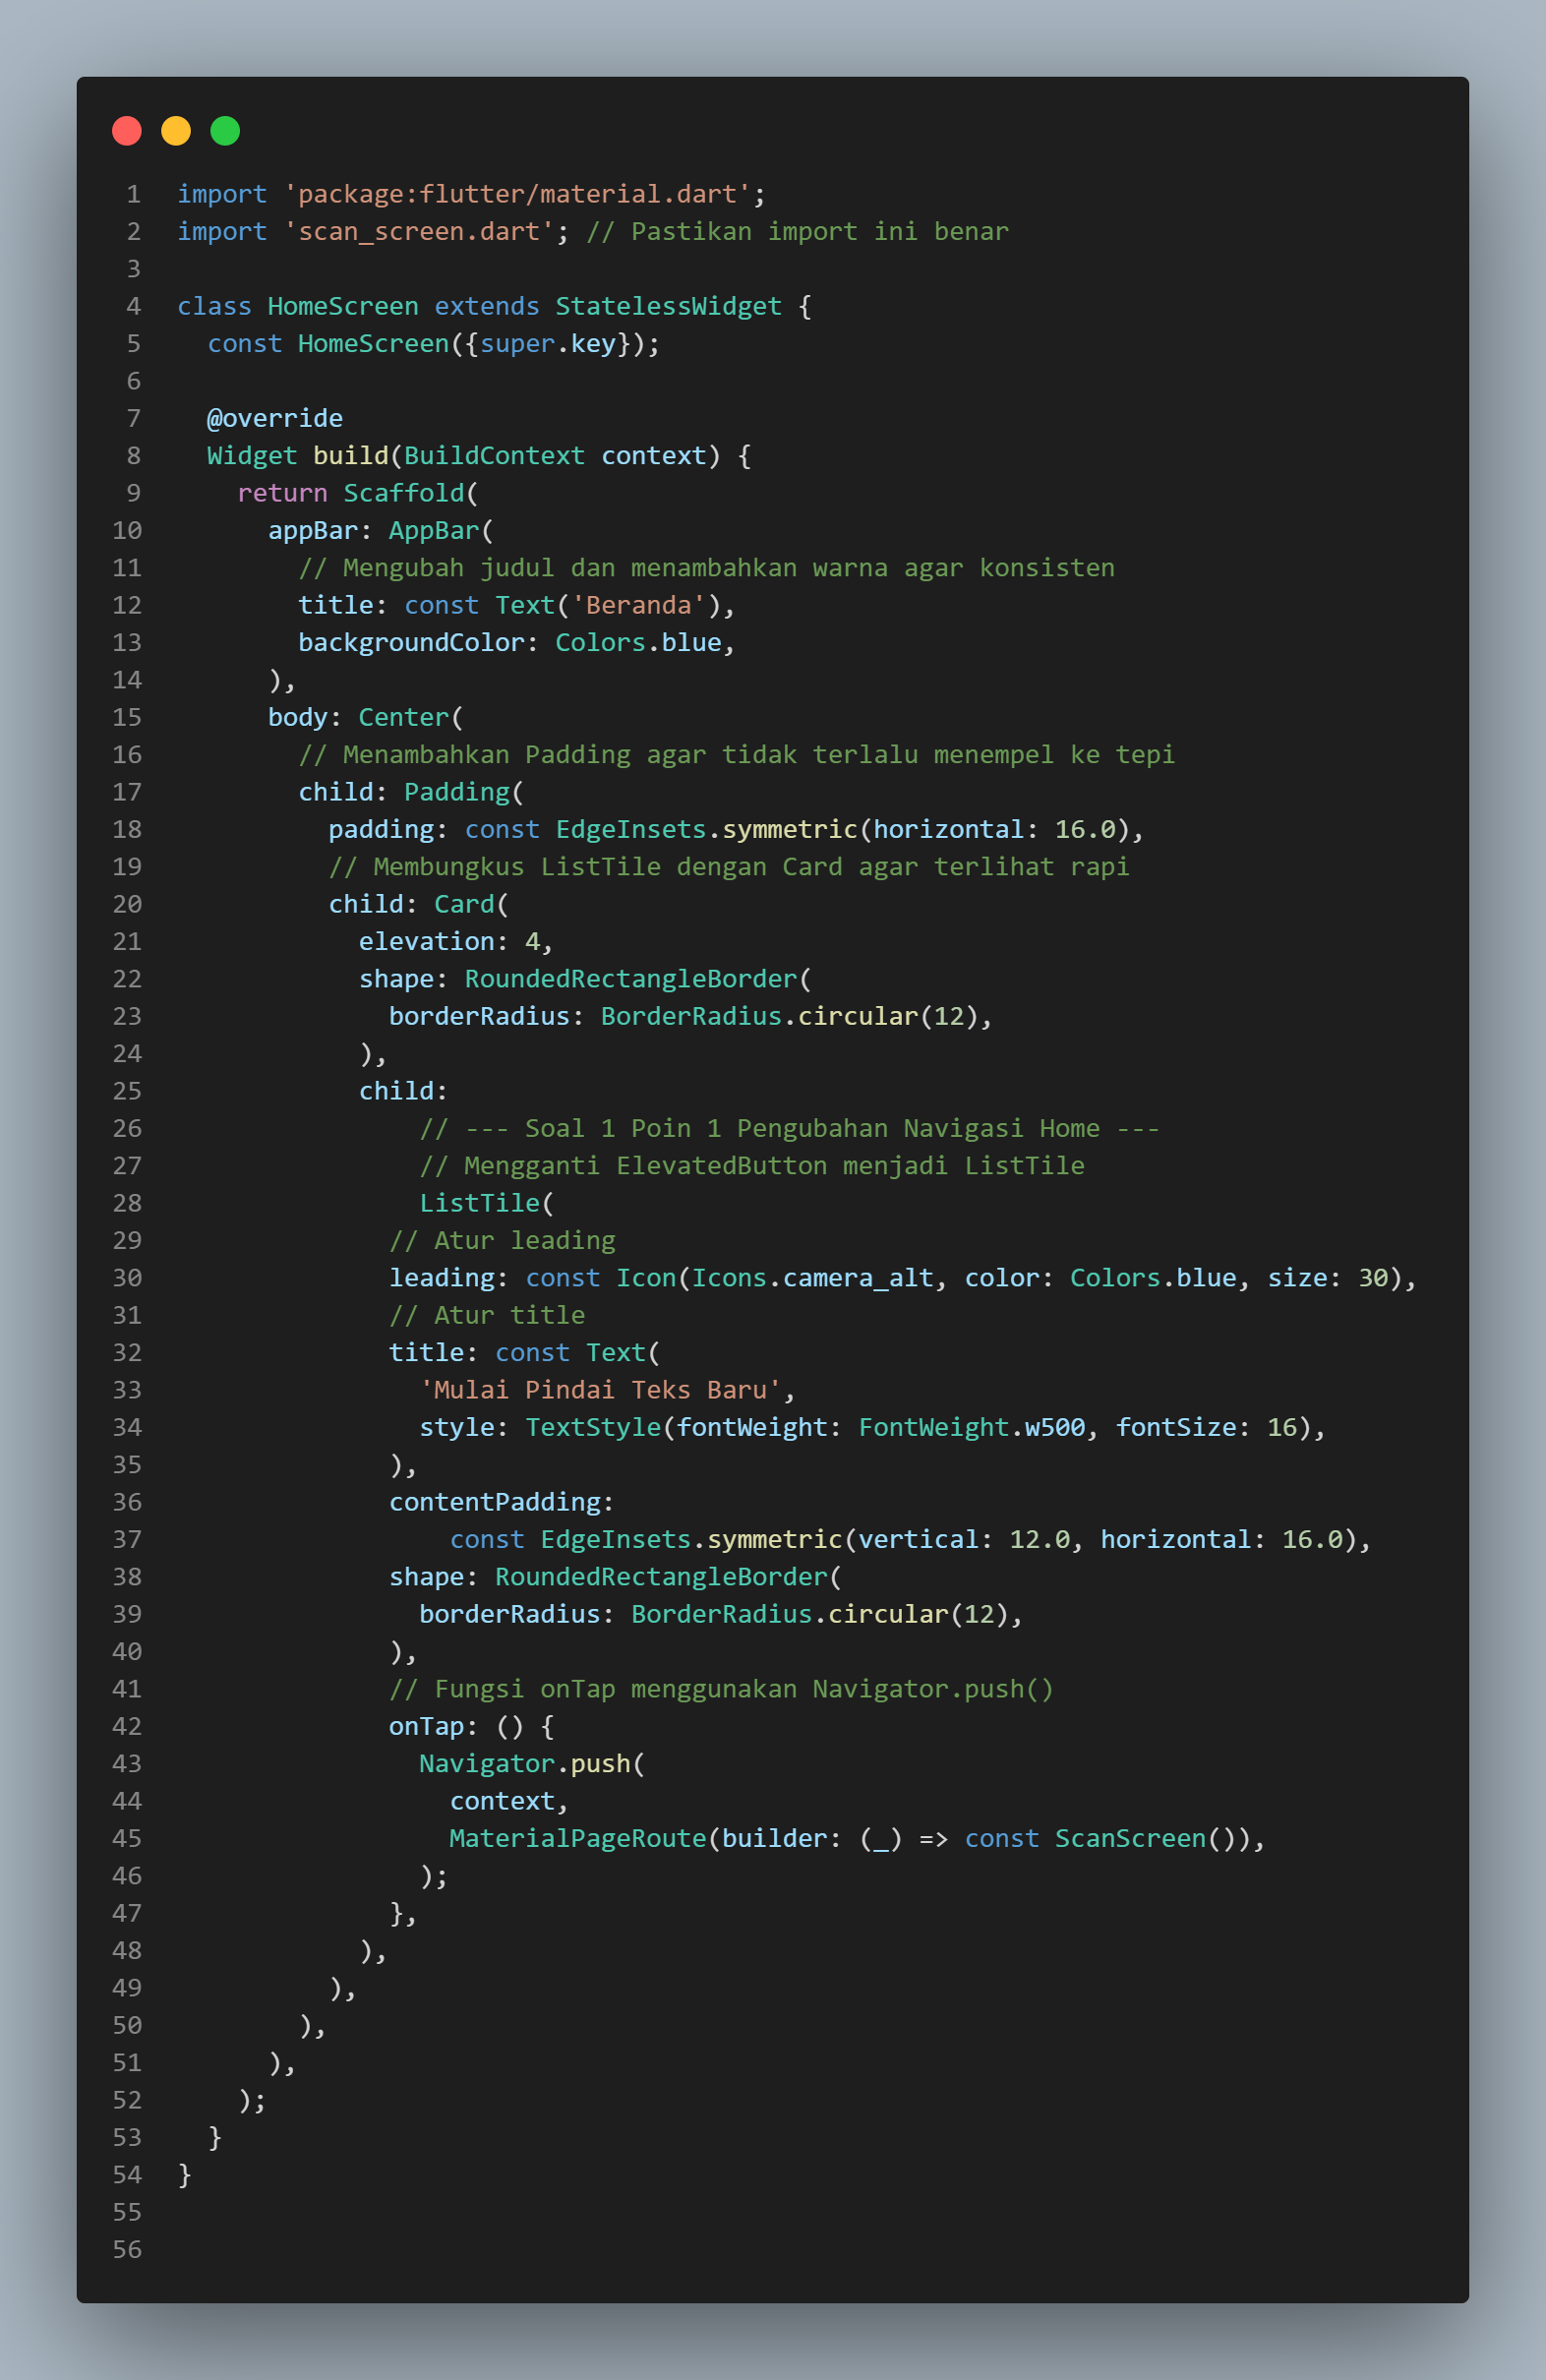 1 import 'package:flutter/material.dart';
2 import 'scan_screen.dart'; // Pastikan import ini benar
3
4 class HomeScreen extends StatelessWidget {
5   const HomeScreen({super.key});
6
7   @override
8   Widget build(BuildContext context) {
9     return Scaffold(
10       appBar: AppBar(
11         // Mengubah judul dan menambahkan warna agar konsisten
12         title: const Text('Beranda'),
13         backgroundColor: Colors.blue,
14       ),
15       body: Center(
16         // Menambahkan Padding agar tidak terlalu menempel ke tepi
17         child: Padding(
18           padding: const EdgeInsets.symmetric(horizontal: 16.0),
19           // Membungkus ListTile dengan Card agar terlihat rapi
20           child: Card(
21             elevation: 4,
22             shape: RoundedRectangleBorder(
23               borderRadius: BorderRadius.circular(12),
24             ),
25             child:
26                 // --- Soal 1 Poin 1 Pengubahan Navigasi Home ---
27                 // Mengganti ElevatedButton menjadi ListTile
28                 ListTile(
29               // Atur leading
30               leading: const Icon(Icons.camera_alt, color: Colors.blue, size: 30),
31               // Atur title
32               title: const Text(
33                 'Mulai Pindai Teks Baru',
34                 style: TextStyle(fontWeight: FontWeight.w500, fontSize: 16),
35               ),
36               contentPadding:
37                   const EdgeInsets.symmetric(vertical: 12.0, horizontal: 16.0),
38               shape: RoundedRectangleBorder(
39                 borderRadius: BorderRadius.circular(12),
40               ),
41               // Fungsi onTap menggunakan Navigator.push()
42               onTap: () {
43                 Navigator.push(
44                   context,
45                   MaterialPageRoute(builder: (_) => const ScanScreen()),
46                 );
47               },
48             ),
49           ),
50         ),
51       ),
52     );
53   }
54 }
55
56